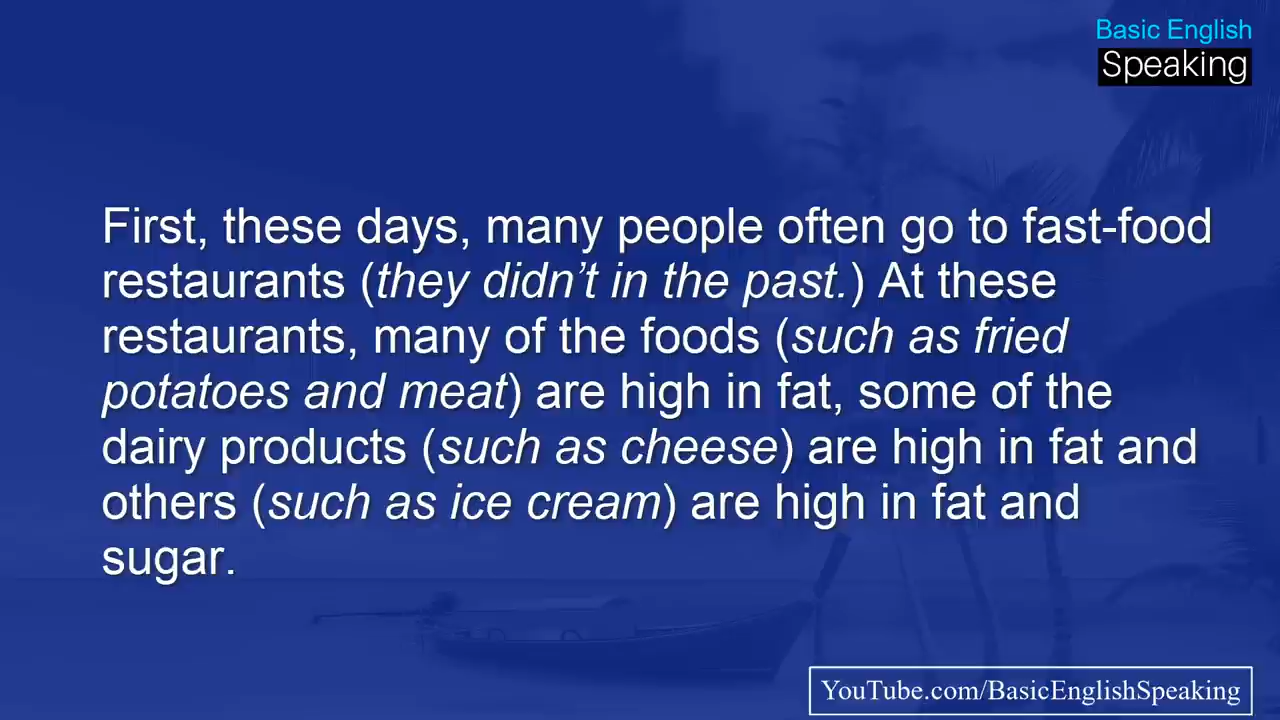 Basic English
Speaking
First, these days, many people often go to fast-food
restaurants (they didn’t in the past.) At these
restaurants, many of the foods (such as fried
potatoes and meat) are high in fat, some of the
dairy products (such as cheese) are high in fat and
others (such as ice cream) are high in fat and
sugar.
YouTube.com/BasicEnglishSpeaking